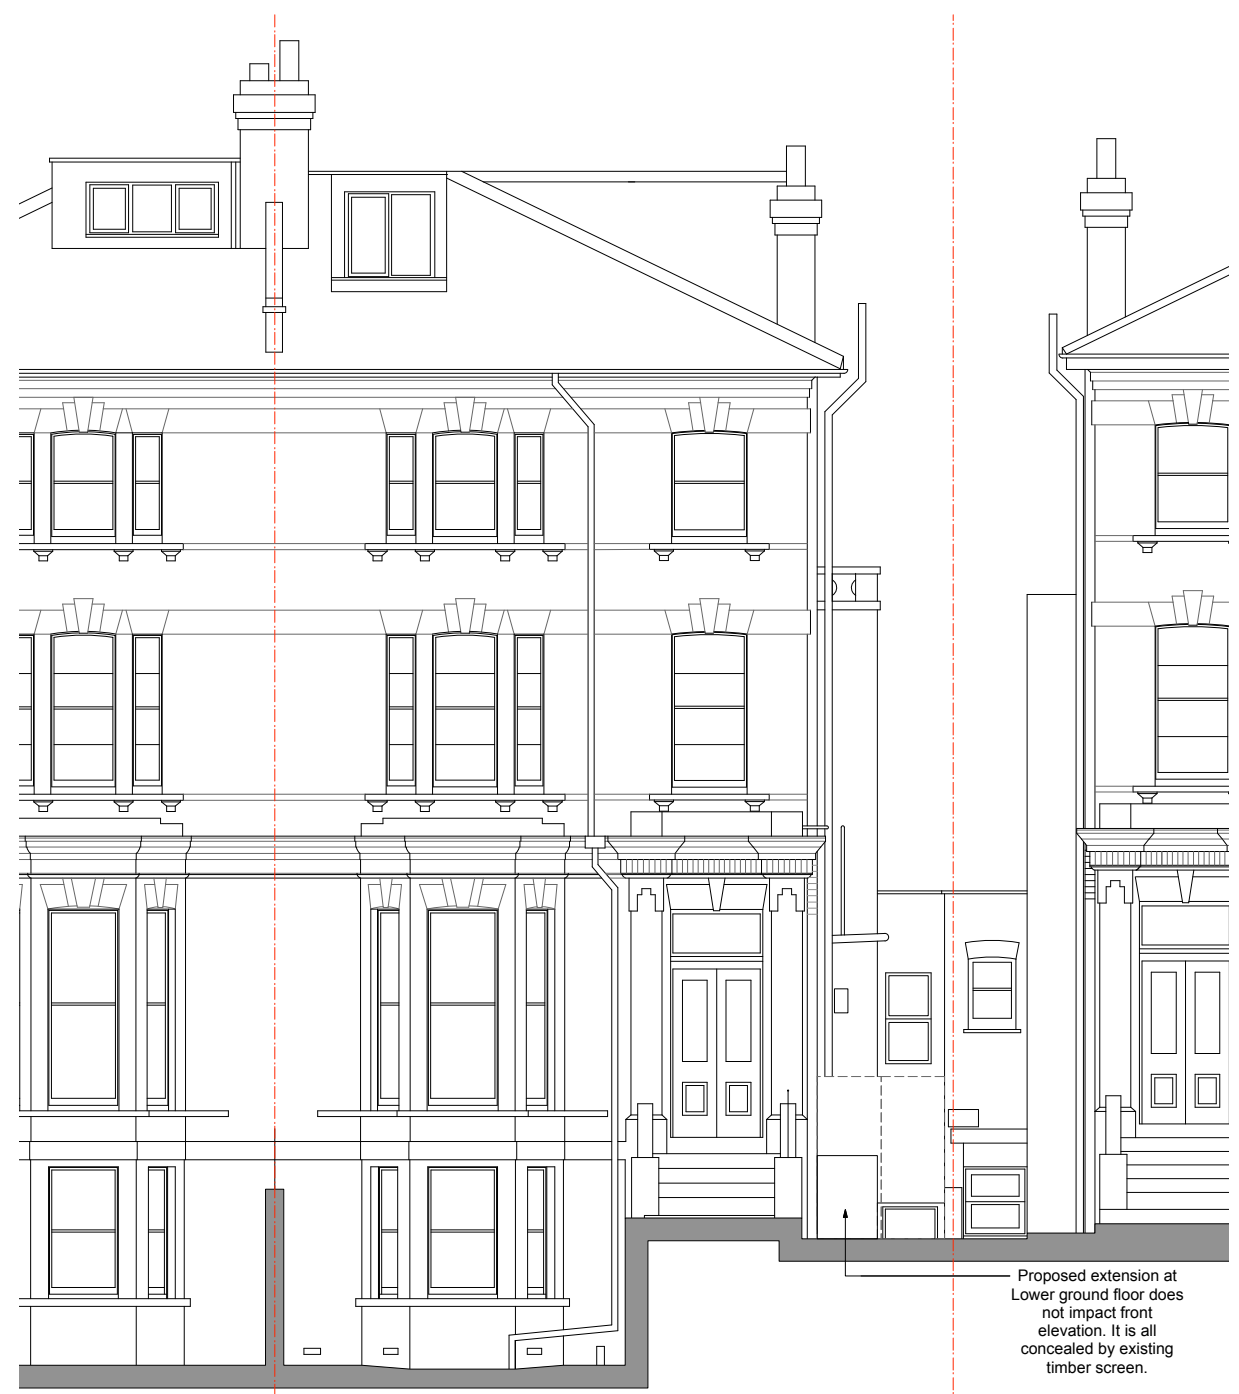 Proposed extension at
Lower ground floor does
not impact front
elevation. It is all
concealed by existing
timber screen.